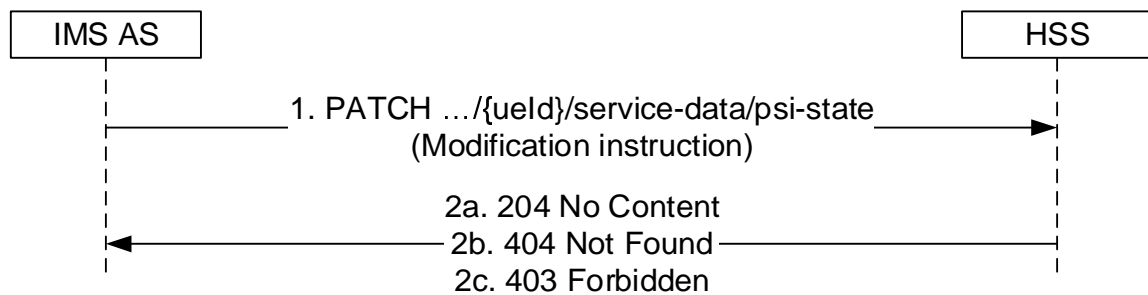 IMS AS
HSS
1. PATCH …/{ueId}/service-data/psi-state
(Modification instruction)
2a. 204 No Content
2b. 404 Not Found
2c. 403 Forbidden